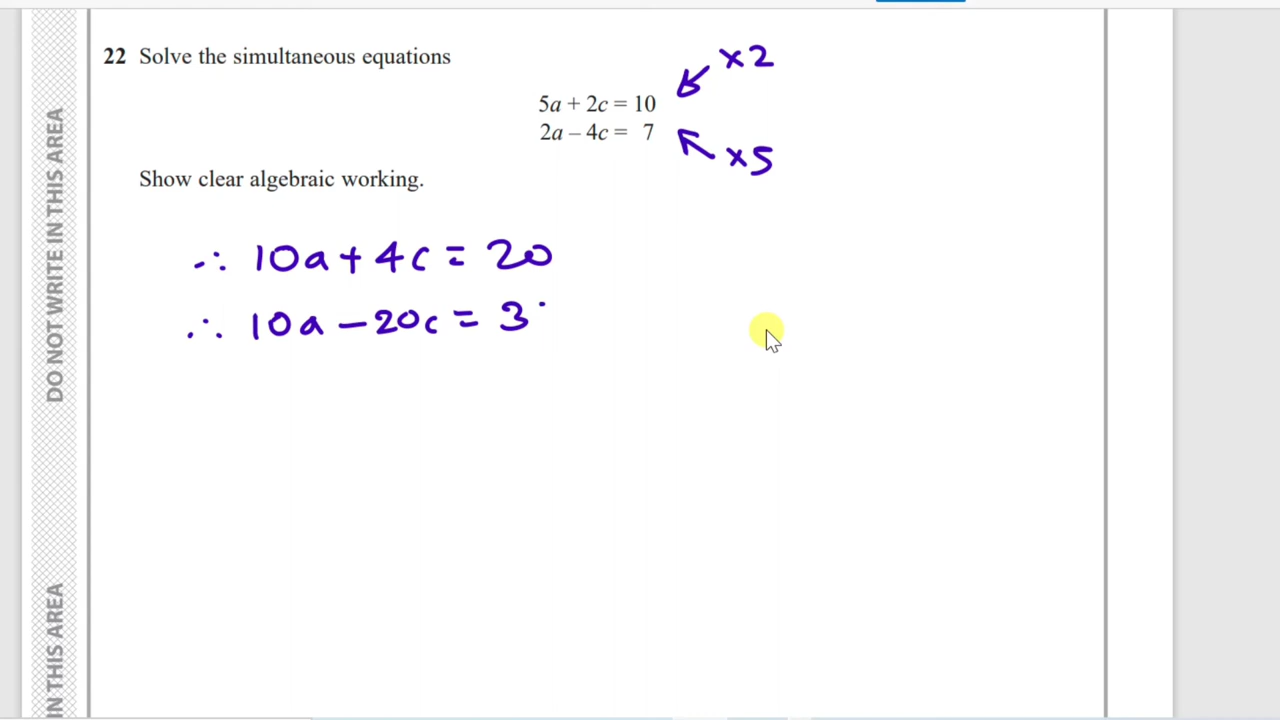 22 Solve the simultaneous equations
×2
5a + 2c = 10
2a – 4c = 7
×5
Show clear algebraic working.
∴ 10a + 4c = 20
∴ 10a – 20c = 3
DO NOT WRITE IN THIS AREA
IN THIS AREA